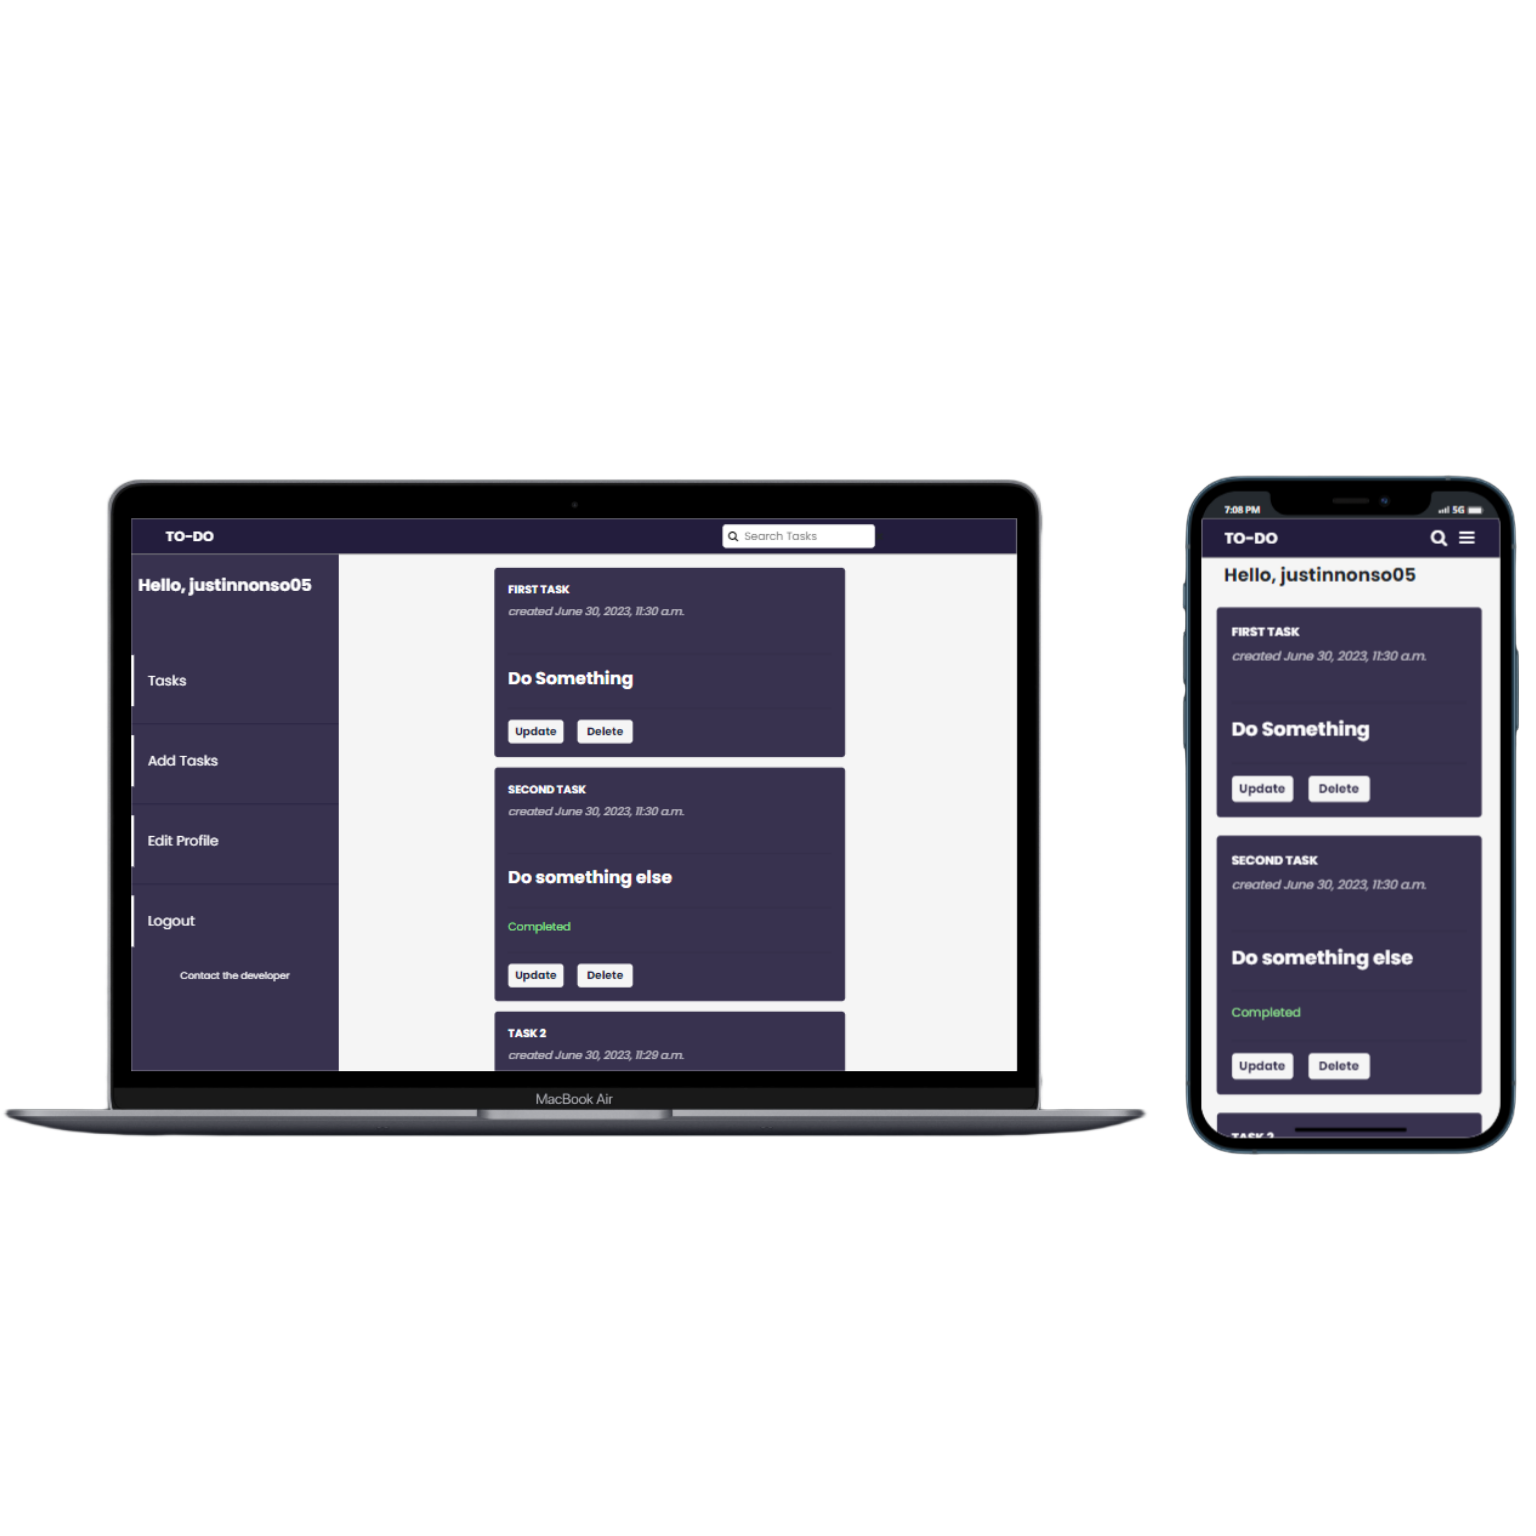 TO-DO
Search Tasks
Hello, justinnonso05
Tasks
Add Tasks
Edit Profile
Logout
Contact the developer
FIRST TASK
created June 30, 2023, 11:30 a.m.
Do Something
Update Delete
SECOND TASK
created June 30, 2023, 11:30 a.m.
Do something else
Completed
Update Delete
TASK 2
created June 30, 2023, 11:29 a.m.
MacBook Air
7:08 PM 5G
TO-DO
Hello, justinnonso05
FIRST TASK
created June 30, 2023, 11:30 a.m.
Do Something
Update Delete
SECOND TASK
created June 30, 2023, 11:30 a.m.
Do something else
Completed
Update Delete
TASK 2